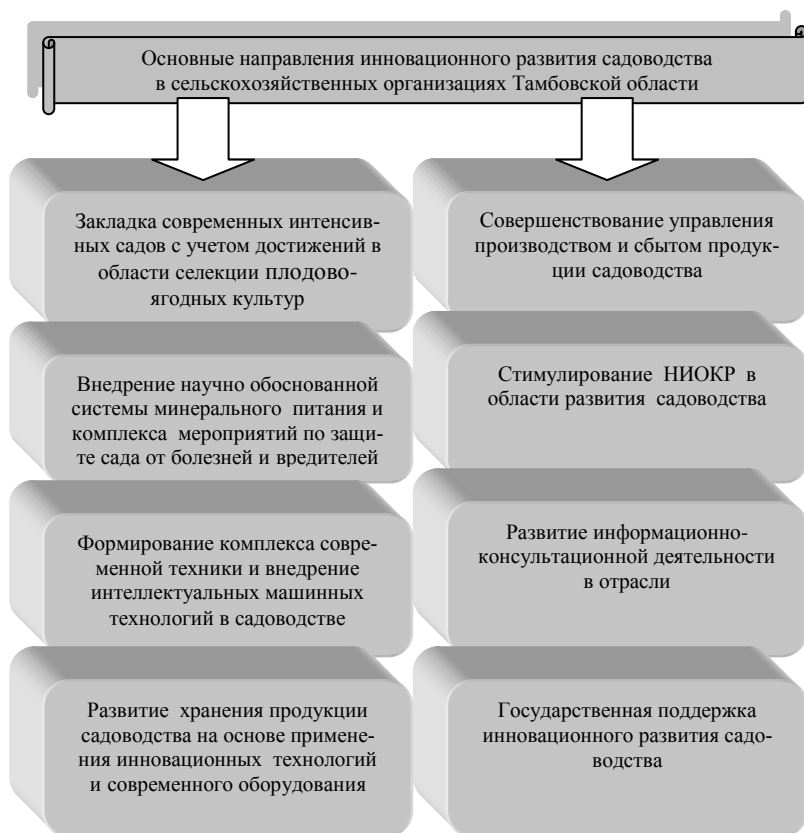 Основные направления инновационного развития садоводства
в сельскохозяйственных организациях Тамбовской области
Закладка современных интенсив-
ных садов с учетом достижений в
области селекции плодово-
ягодных культур
Внедрение научно обоснованной
системы минерального питания и
комплекса мероприятий по защи-
те сада от болезней и вредителей
Формирование комплекса совре-
менной техники и внедрение
интеллектуальных машинных
технологий в садоводстве
Развитие хранения продукции
садоводства на основе примене-
ния инновационных технологий
и современного оборудования
Совершенствование управления
производством и сбытом продук-
ции садоводства
Стимулирование НИОКР в
области развития садоводства
Развитие информационно-
консультационной деятельности
в отрасли
Государственная поддержка
инновационного развития садо-
водства